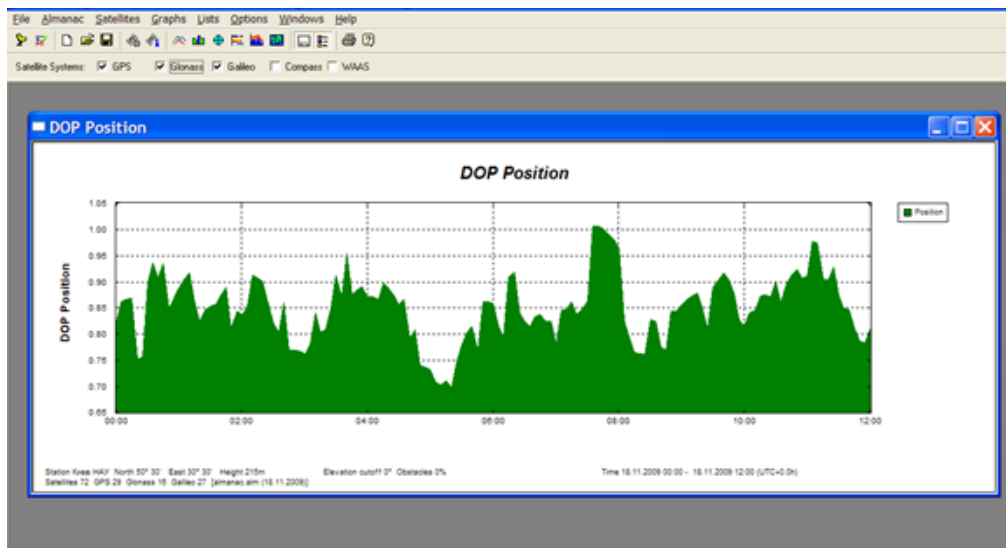 File Almanac Satellites Graphs Lists Options Windows Help
Satellite Systems: GPS Glonass Galileo Compass WAAS
DOP Position
DOP Position
Position
DOP Position
1.05
1.00
0.95
0.90
0.85
0.80
0.75
0.70
0.65
00:00 02:00 04:00 06:00 08:00 10:00 12:00
Station North 50° 30' East 30° 30' Height 215m Elevation cutoff 0° Obstacles 0% Time 18.11.2009 00:00 - 18.11.2009 12:00 (UTC+0.0h)
Satellites 72 GPS 29 Glonass 16 Galileo 27 [almanac.alm (18.11.2009)]